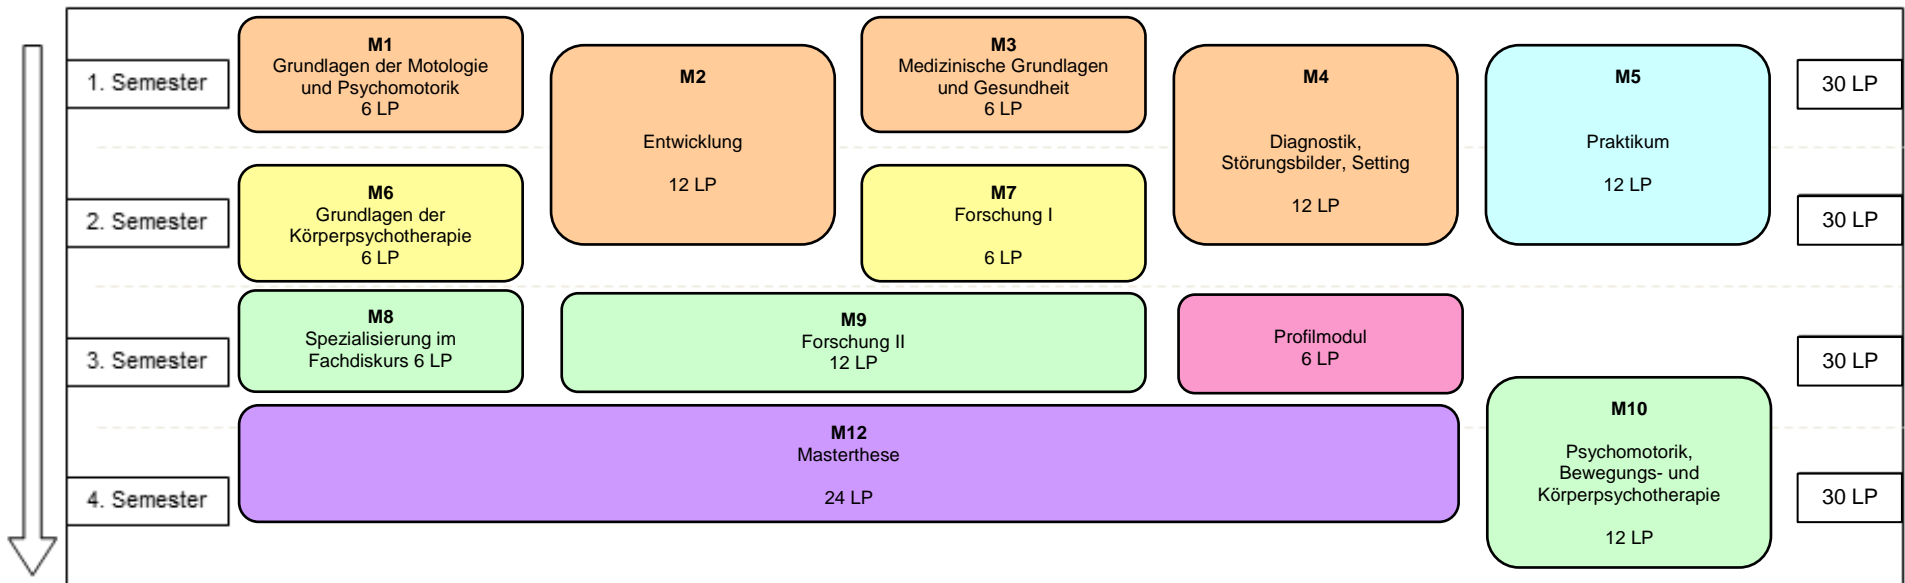 1. Semester
M1
Grundlagen der Motologie
und Psychomotorik
6 LP
M2
Entwicklung
12 LP
M3
Medizinische Grundlagen
und Gesundheit
6 LP
M4
Diagnostik,
Störungsbilder, Setting
12 LP
M5
Praktikum
12 LP
30 LP
2. Semester
M6
Grundlagen der
Körperpsychotherapie
6 LP
M7
Forschung I
6 LP
30 LP
3. Semester
M8
Spezialisierung im
Fachdiskurs 6 LP
M9
Forschung II
12 LP
Profilmodul
6 LP
30 LP
4. Semester
M12
Masterthese
24 LP
M10
Psychomotorik,
Bewegungs- und
Körperpsychotherapie
12 LP
30 LP